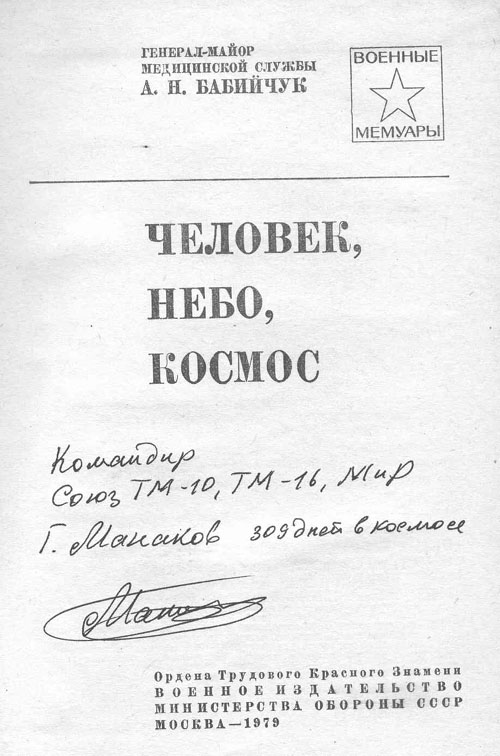 ГЕНЕРАЛ-МАЙОР
МЕДИЦИНСКОЙ СЛУЖБЫ
А. Н. БАБИЙЧУК
ВОЕННЫЕ
МЕМУАРЫ
ЧЕЛОВЕК,
НЕБО,
КОСМОС
Командир
Союз ТМ-10, ТМ-16, Мир
Г. Манаков 309 дней в космосе
Ордена Трудового Красного Знамени
ВОЕННОЕ ИЗДАТЕЛЬСТВО
МИНИСТЕРСТВА ОБОРОНЫ СССР
МОСКВА—1979